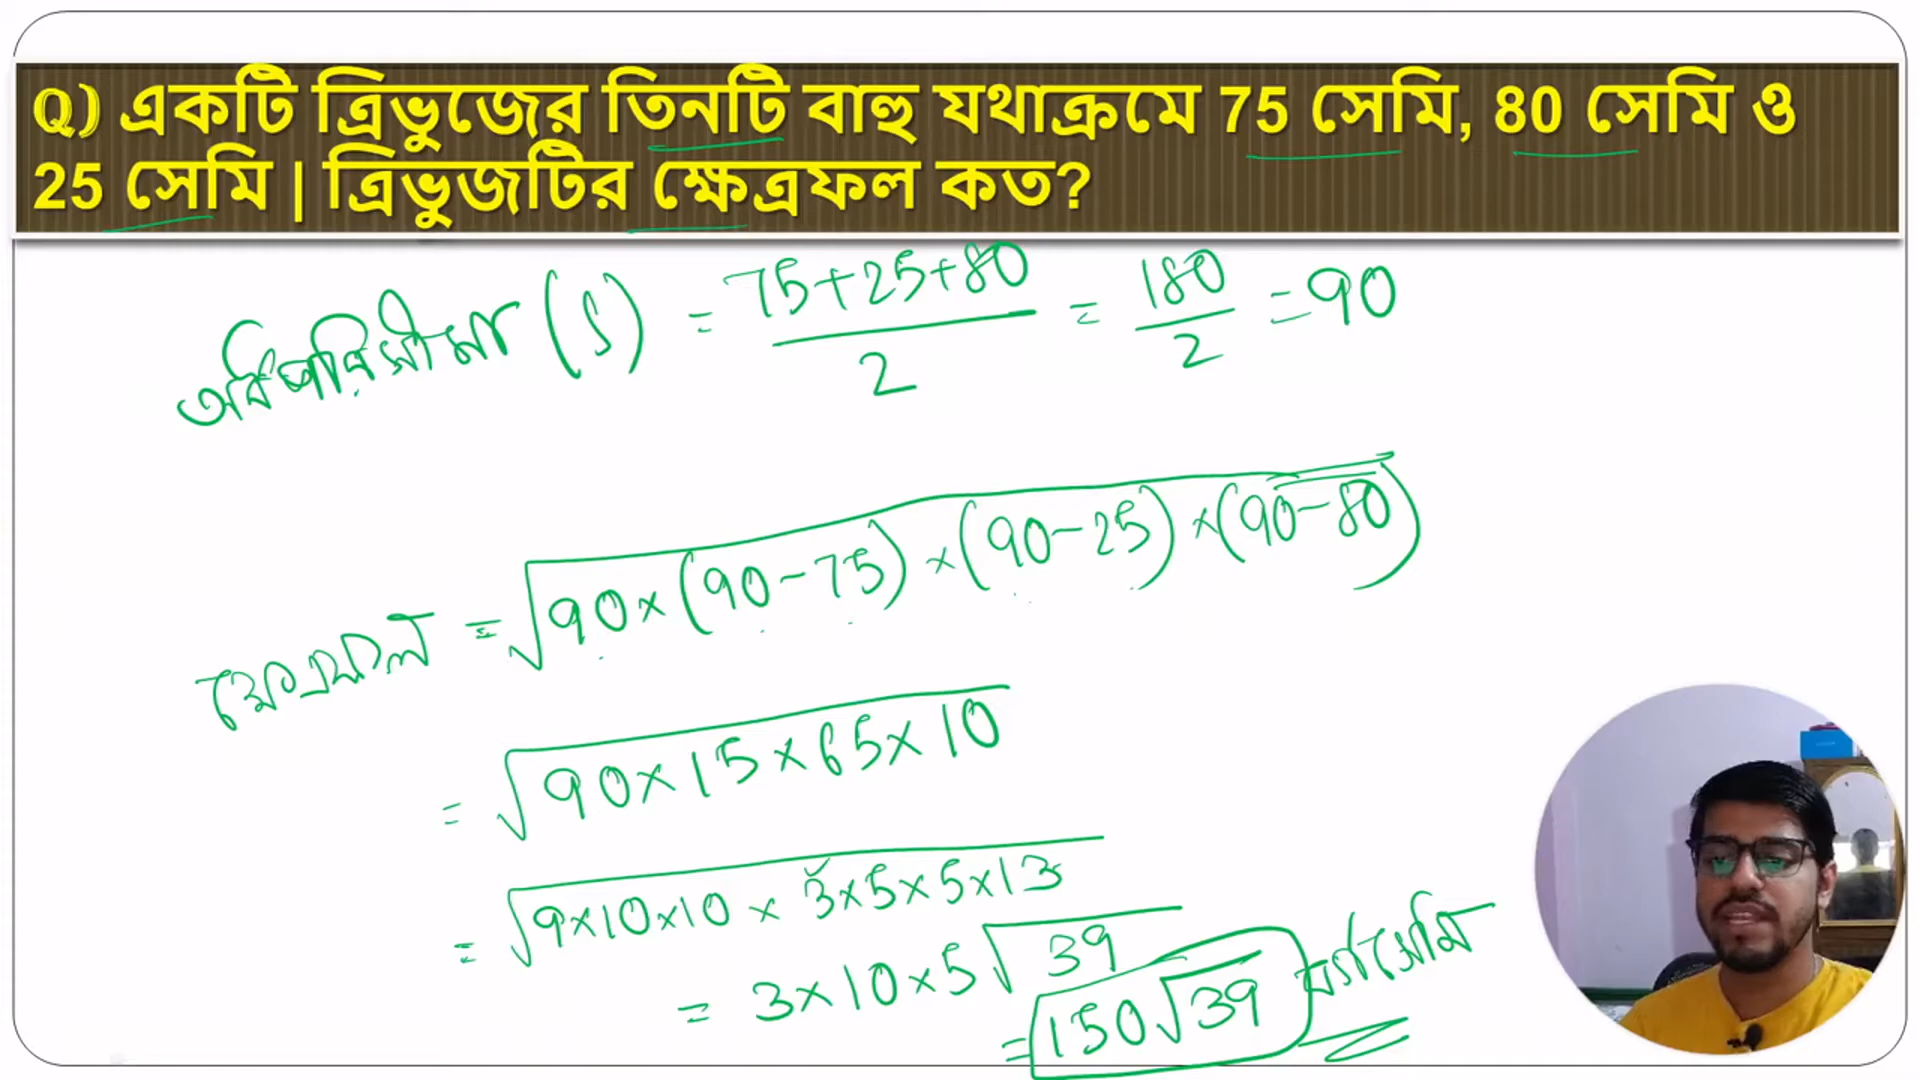 Q) একটি ত্রিভুজের তিনটি বাহু যথাক্রমে 75 সেমি, 80 সেমি ও
25 সেমি | ত্রিভুজটির ক্ষেত্রফল কত?
অর্ধপরিসীমা (S) = 75+25+80/2 = 180/2 = 90
ক্ষেত্রফল = √90×(90-75)×(90-25)×(90-80)
= √90×15×65×10
= √9×10×10×3×5×5×13
= 3×10×5√39
= 150√39 বর্গসেমি